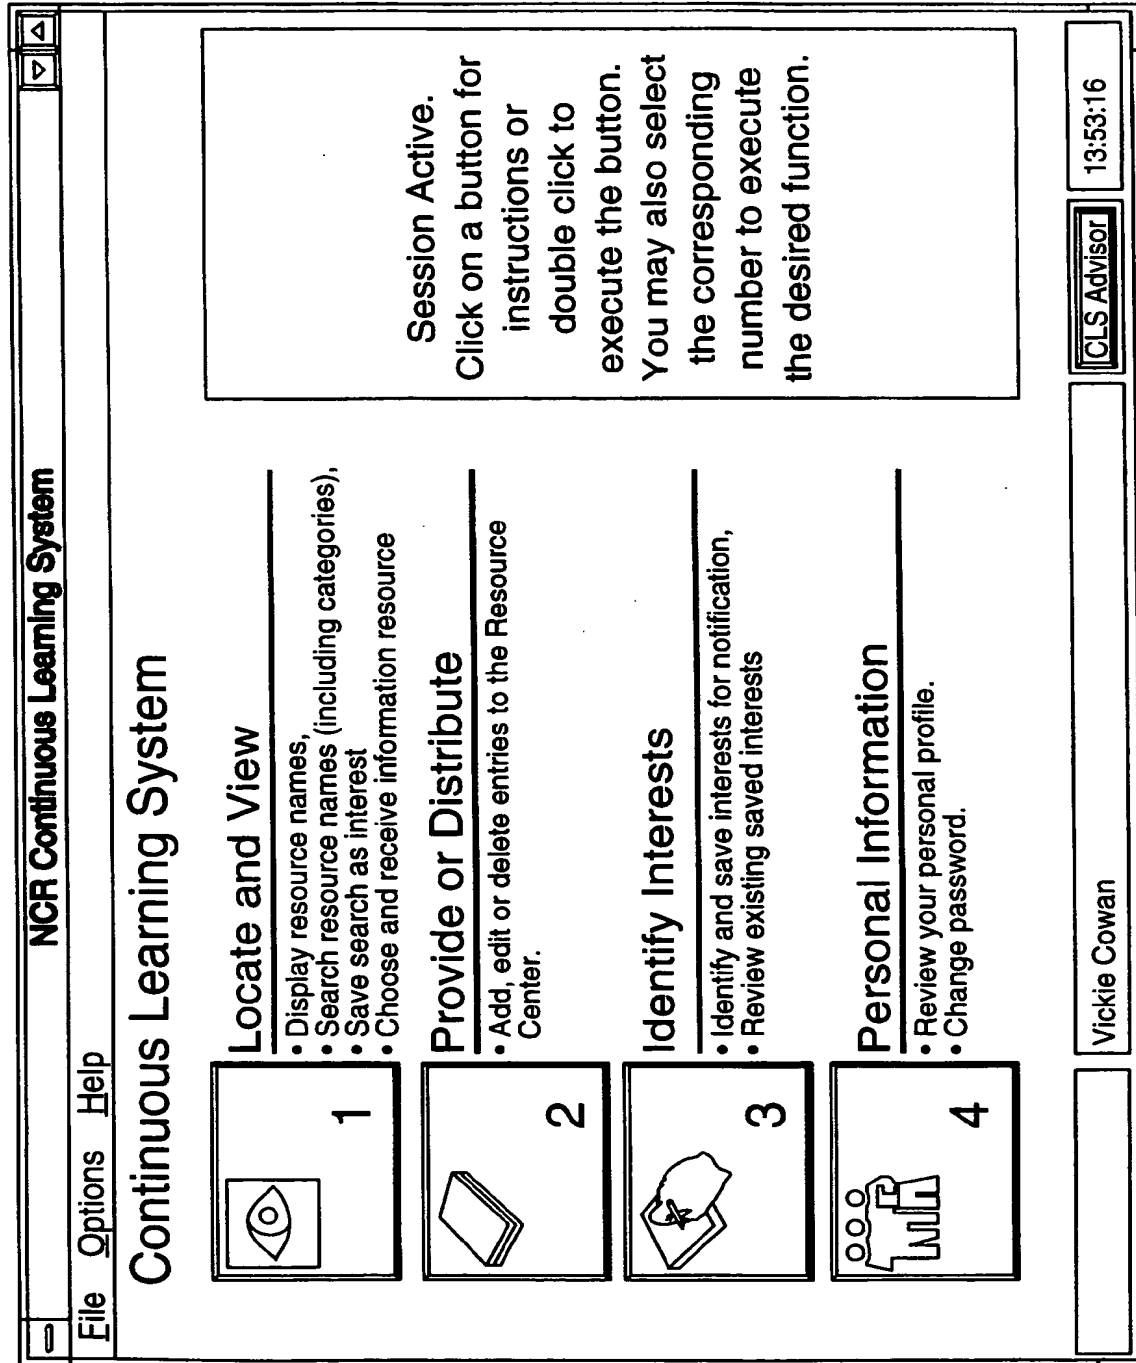 NCR Continuous Learning System
File Options Help
Continuous Learning System
1
Locate and View
• Display resource names,
• Search resource names (including categories),
• Save search as interest
• Choose and receive information resource
2
Provide or Distribute
• Add, edit or delete entries to the Resource
Center.
3
Identify Interests
• Identify and save interests for notification,
• Review existing saved interests
4
Personal Information
• Review your personal profile.
• Change password.
Session Active.
Click on a button for
instructions or
double click to
execute the button.
You may also select
the corresponding
number to execute
the desired function.
Vickie Cowan
CLS Advisor
13:53:16